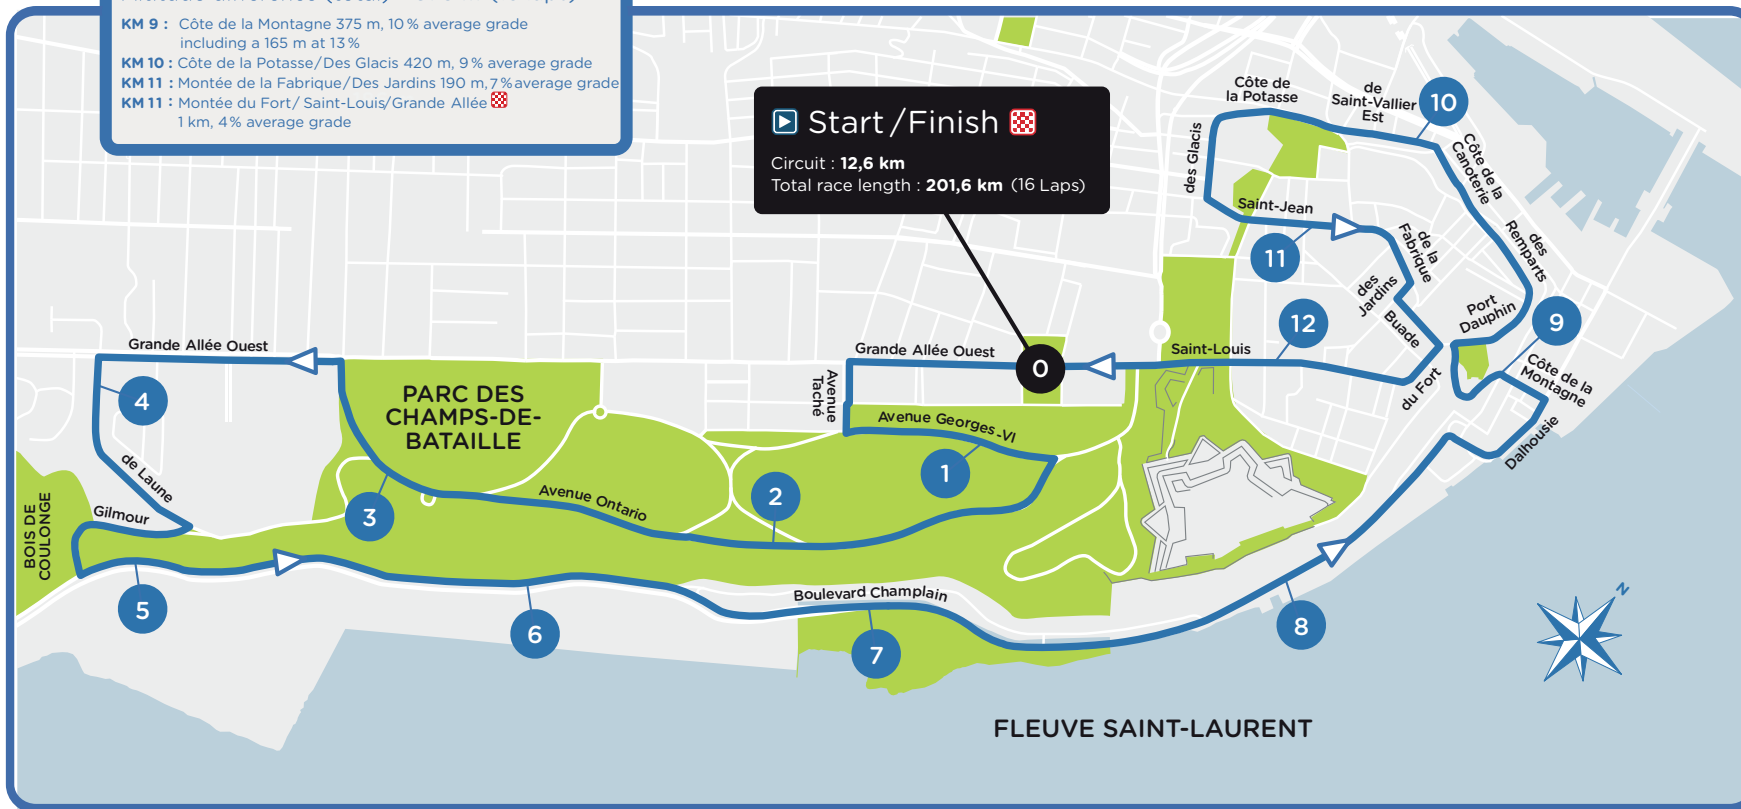 KM 9 : Côte de la Montagne 375 m, 10 % average grade
including a 165 m at 13 %
KM 10 : Côte de la Potasse/Des Glacis 420 m, 9 % average grade
KM 11 : Montée de la Fabrique/Des Jardins 190 m, 7 % average grade
KM 11 : Montée du Fort/ Saint-Louis/Grande Allée
1 km, 4 % average grade
Start/Finish
Circuit : 12,6 km
Total race length : 201,6 km (16 Laps)
Côte de
la Potasse
de
Saint-Vallier
Est
10
Côte de la
Canoterie
des Glacis
Saint-Jean
11
de la
Fabrique
des
Remparts
des
Jardins
Buade
Port
Dauphin
9
12
Côte de la
Montagne
du Fort
Dalhousie
Saint-Louis
0
Grande Allée Ouest
Avenue
Taché
Avenue Georges-VI
1
2
Grande Allée Ouest
PARC DES
CHAMPS-DE-
BATAILLE
Avenue Ontario
3
4
de Laune
Gilmour
BOIS DE
COULONGE
5
6
Boulevard Champlain
7
8
N
FLEUVE SAINT-LAURENT